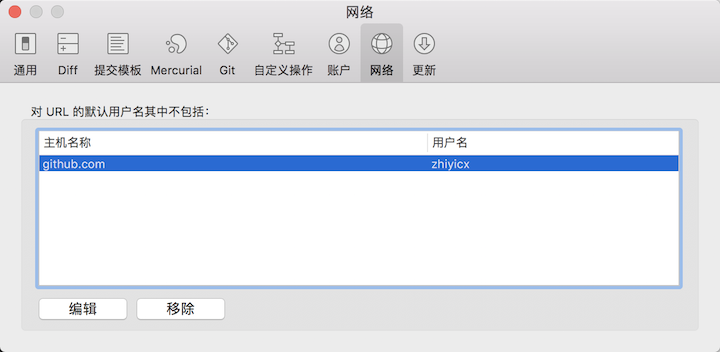 网络
通用 Diff 提交模板 Mercurial Git 自定义操作 账户 网络 更新
对 URL 的默认用户名其中不包括：
主机名称 用户名
github.com zhiyicx
编辑 移除